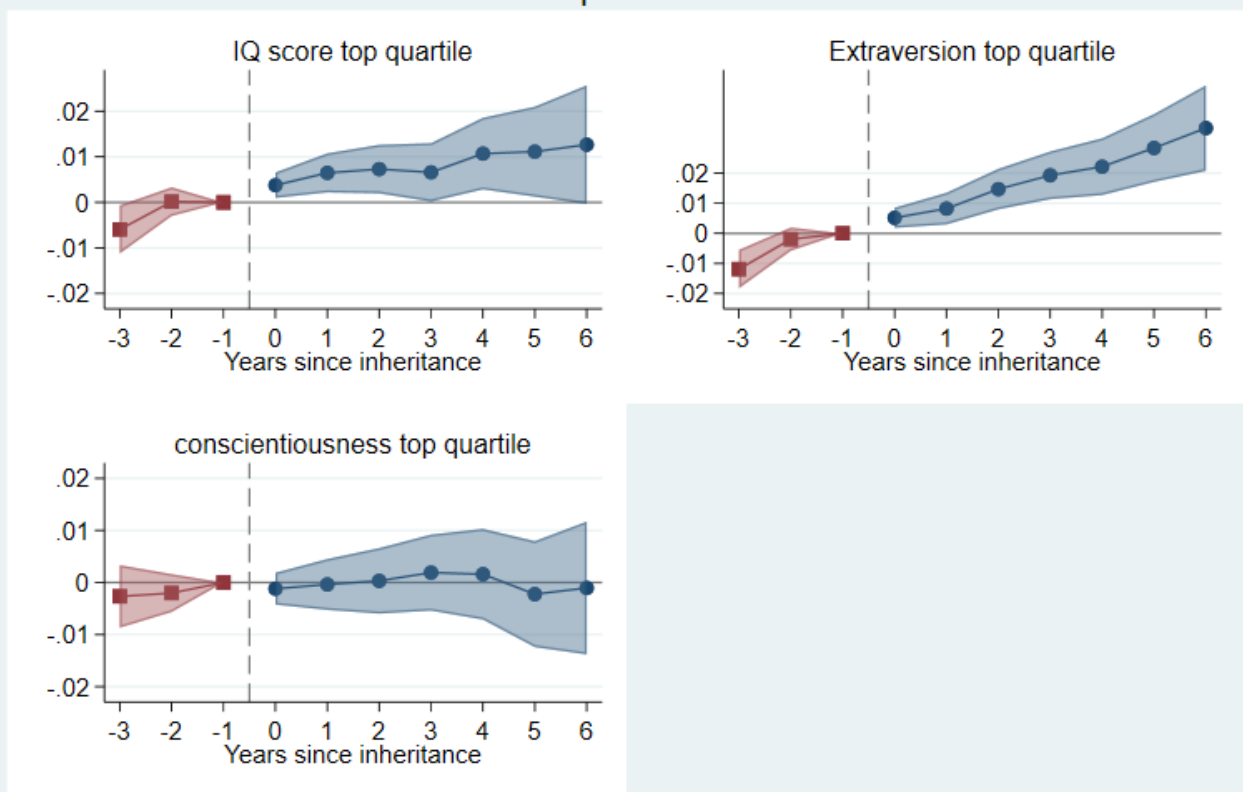 IQ score top quartile
.02
.01
0
-.01
-.02
-3 -2 -1 0 1 2 3 4 5 6
Years since inheritance
Extraversion top quartile
.02
.01
0
-.01
-.02
-3 -2 -1 0 1 2 3 4 5 6
Years since inheritance
conscientiousness top quartile
.02
.01
0
-.01
-.02
-3 -2 -1 0 1 2 3 4 5 6
Years since inheritance